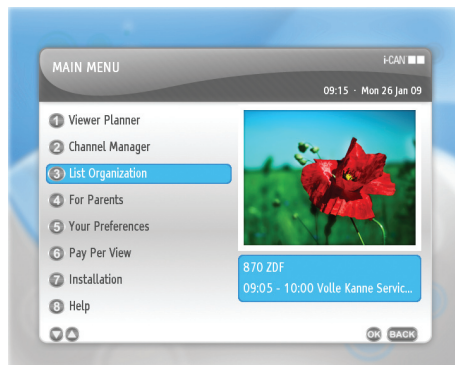 MAIN MENU
i-CAN
09:15 · Mon 26 Jan 09
1 Viewer Planner
2 Channel Manager
3 List Organization
4 For Parents
5 Your Preferences
6 Pay Per View
7 Installation
8 Help
870 ZDF
09:05 - 10:00 Volle Kanne Servic...
OK BACK